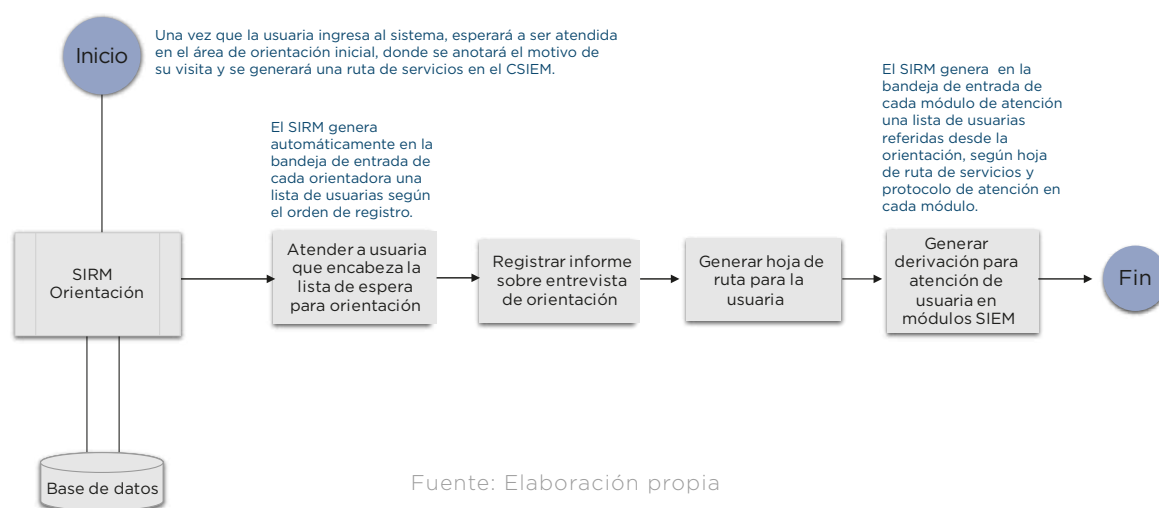 Inicio
Una vez que la usuaria ingresa al sistema, esperará a ser atendida
en el área de orientación inicial, donde se anotará el motivo de
su visita y se generará una ruta de servicios en el CSIEM.
El SIRM genera
automáticamente en la
bandeja de entrada de
cada orientadora una
lista de usuarias según
el orden de registro.
El SIRM genera en la
bandeja de entrada de
cada módulo de atención
una lista de usuarias
referidas desde la
orientación, según hoja
de ruta de servicios y
protocolo de atención en
cada módulo.
SIRM
Orientación
Atender a usuaria
que encabeza la
lista de espera
para orientación
Registrar informe
sobre entrevista
de orientación
Generar hoja de
ruta para la
usuaria
Generar
derivación para
atención de
usuaria en
módulos SIEM
Fin
Base de datos
Fuente: Elaboración propia